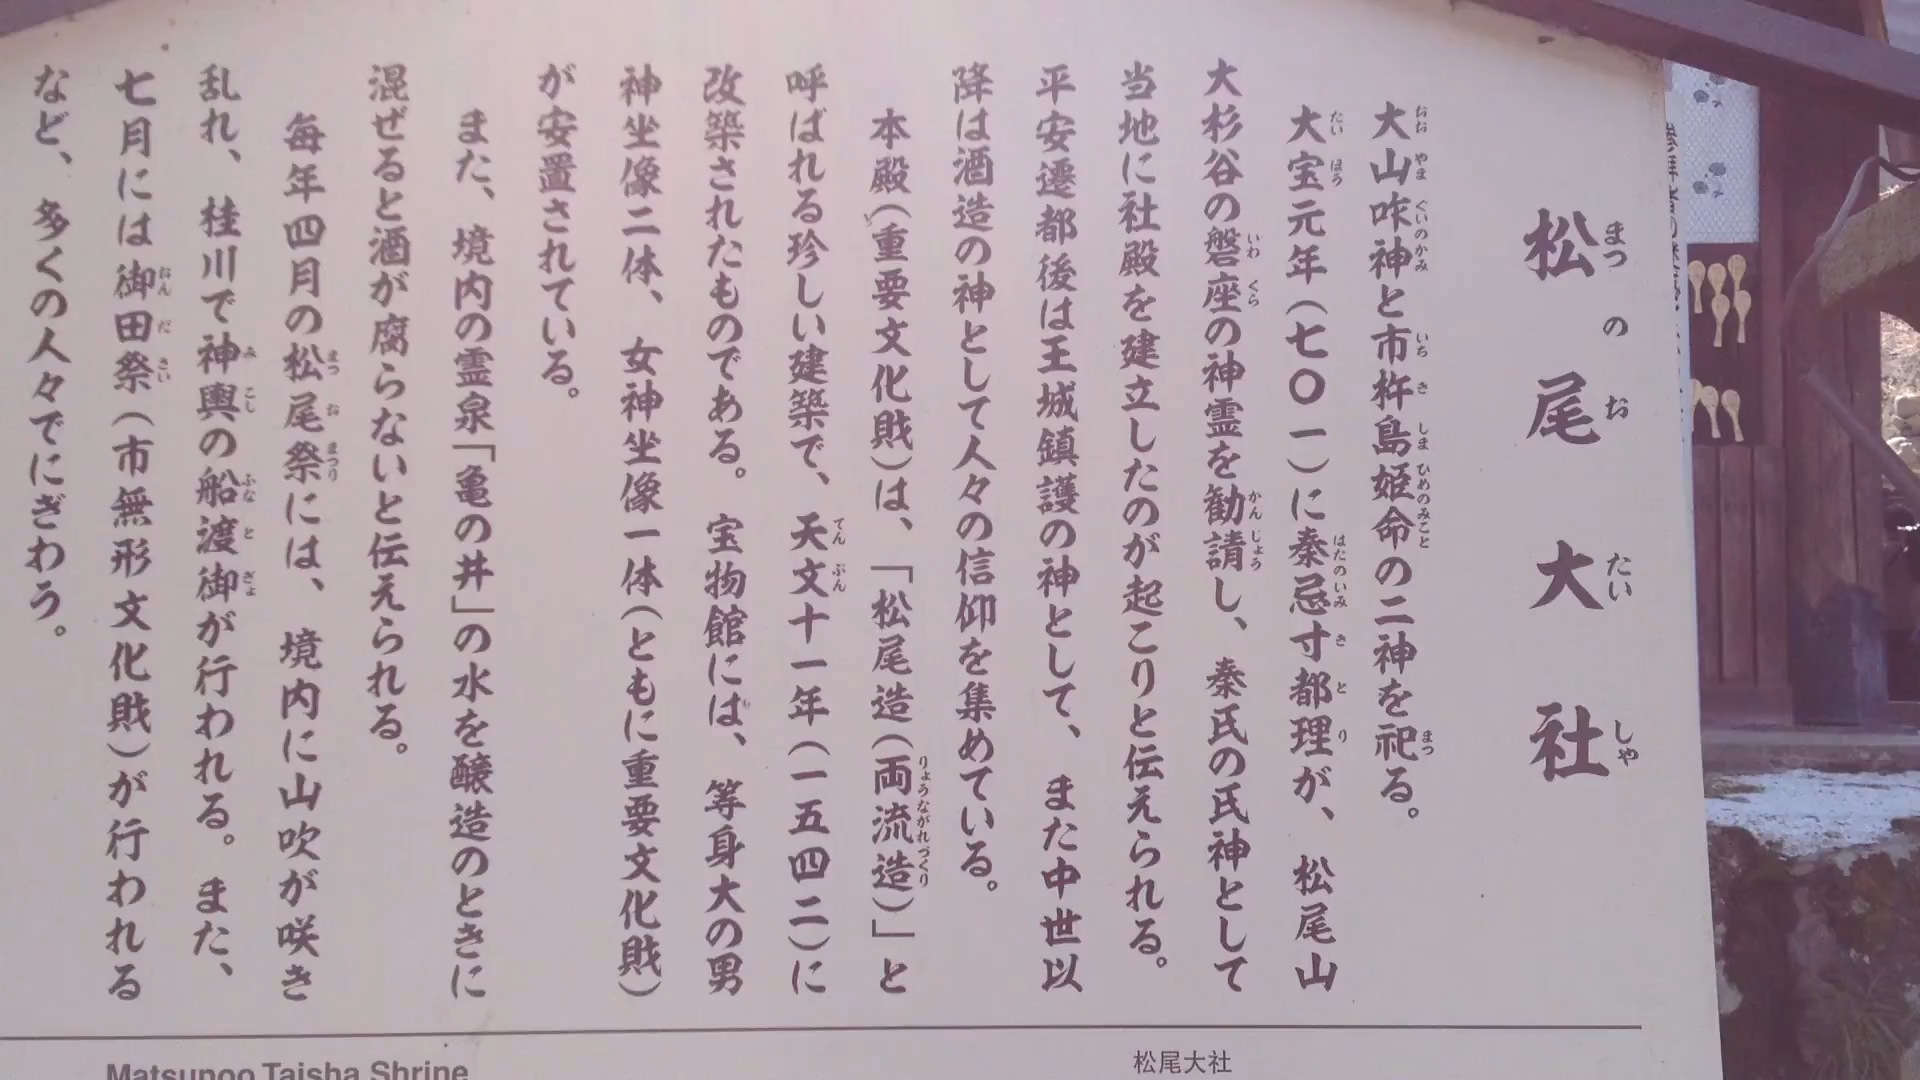 松尾大社
大山咋神と市杵島姫命の二神を祀る。
大宝元年(七〇一)に秦忌寸都理が、松尾山
大杉谷の磐座の神霊を勧請し、秦氏の氏神として
当地に社殿を建立したのが起こりと伝えられる。
平安遷都後は王城鎮護の神として、また中世以
降は酒造の神として人々の信仰を集めている。
本殿(重要文化財)は、「松尾造(両流造)」と
呼ばれる珍しい建築で、天文十一年(一五四二)に
改築されたものである。宝物館には、等身大の男
神坐像二体、女神坐像一体(ともに重要文化財)
が安置されている。
また、境内の霊泉「亀の井」の水を醸造のときに
混ぜると酒が腐らないと伝えられる。
毎年四月の松尾祭には、境内に山吹が咲き
乱れ、桂川で神輿の船渡御が行われる。また、
七月には御田祭(市無形文化財)が行われる
など、多くの人々でにぎわう。
Matsunoo Taisha Shrine
松尾大社